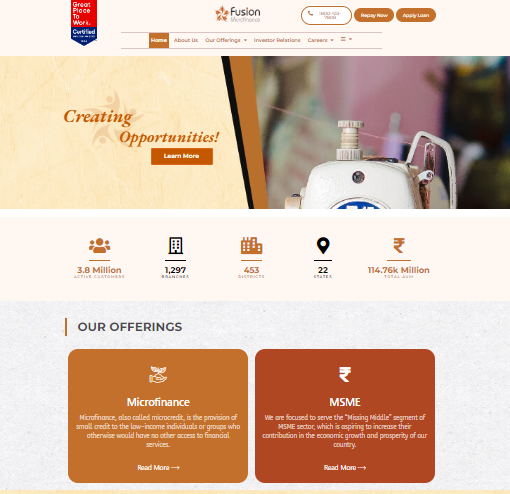 Great
Place
To
Work.
Certified
fusion
Microfinance
Repay Now
Apply Loan
Home
About Us
Our Offerings
Investor Relations
Careers
Creating
Opportunities!
Learn More
3.8 Million
ACTIVE CUSTOMERS
1,297
BRANCHES
453
DISTRICTS
22
STATES
114.76k Million
TOTAL AUM
OUR OFFERINGS
Microfinance
Microfinance, also called microcredit, is the provision of
small credit to the low-income individuals or groups who
otherwise would have no other access to financial
services.
Read More →
MSME
We are focused to serve the "Missing Middle" segment of
MSME sector, which is aspiring to increase their
contribution in the economic growth and prosperity of our
country.
Read More →